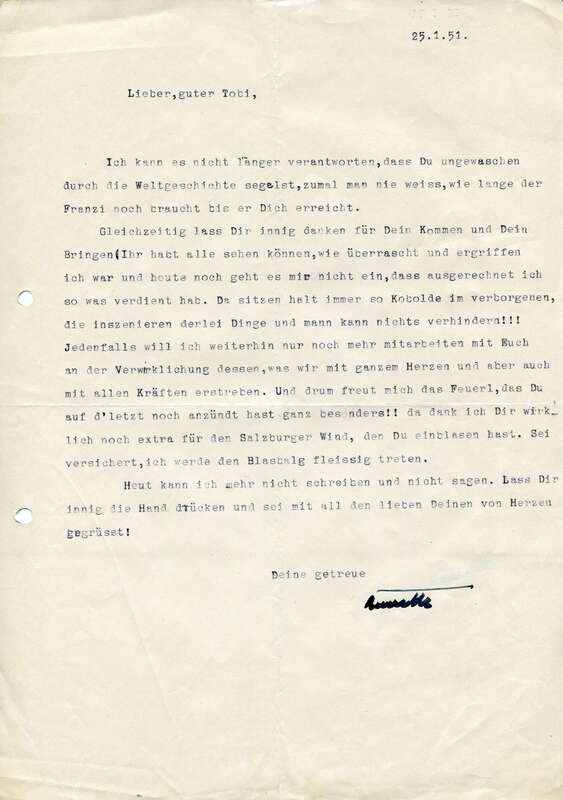 25.1.51.
Lieber,guter Tobi,
Ich kann es nicht länger verantworten,dass Du ungewaschen
durch die Weltgeschichte segelst,zumal man nie weiss,wie lange der
Franzi noch braucht bis er Dich erreicht.
Gleichzeitig lass Dir innig danken für Dein Kommen und Dein
Bringen(Ihr habt alle sehen können,wie überrascht und ergriffen
ich war und heute noch geht es mir nicht ein,dass ausgerechnet ich
so was verdient hab. Da sitzen halt immer so Kobolde im verborgenen,
die inszenieren derlei Dinge und mann kann nichts verhindern!!!
Jedenfalls will ich weiterhin nur noch mehr mitarbeiten mit Euch
an der Verwirklichung dessen,was wir mit ganzem Herzen und aber auch
mit allen Kräften erstreben. Und drum freut mich das Feuerl,das Du
auf d'letzt noch anzündt hast ganz besonders!! da dank ich Dir wirk_
lich noch extra für den Salzburger Wind, den Du einblasen hast. Sei
versichert,ich werde den Blasbalg fleissig treten.
Heut kann ich mehr nicht schreiben und nicht sagen. Lass Dir
innig die Hand drücken und sei mit all den lieben Deinen von Herzen
gegrüsst!
Deine getreue